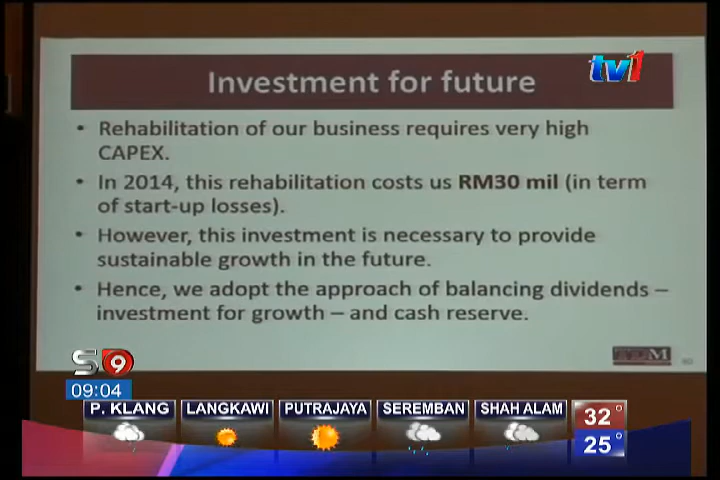 tv1
Investment for future
• Rehabilitation of our business requires very high
CAPEX.
• In 2014, this rehabilitation costs us RM30 mil (in term
of start-up losses).
• However, this investment is necessary to provide
sustainable growth in the future.
• Hence, we adopt the approach of balancing dividends –
investment for growth – and cash reserve.
S 9
09:04
P. KLANG LANGKAWI PUTRAJAYA SEREMBAN SHAH ALAM
32°
25°